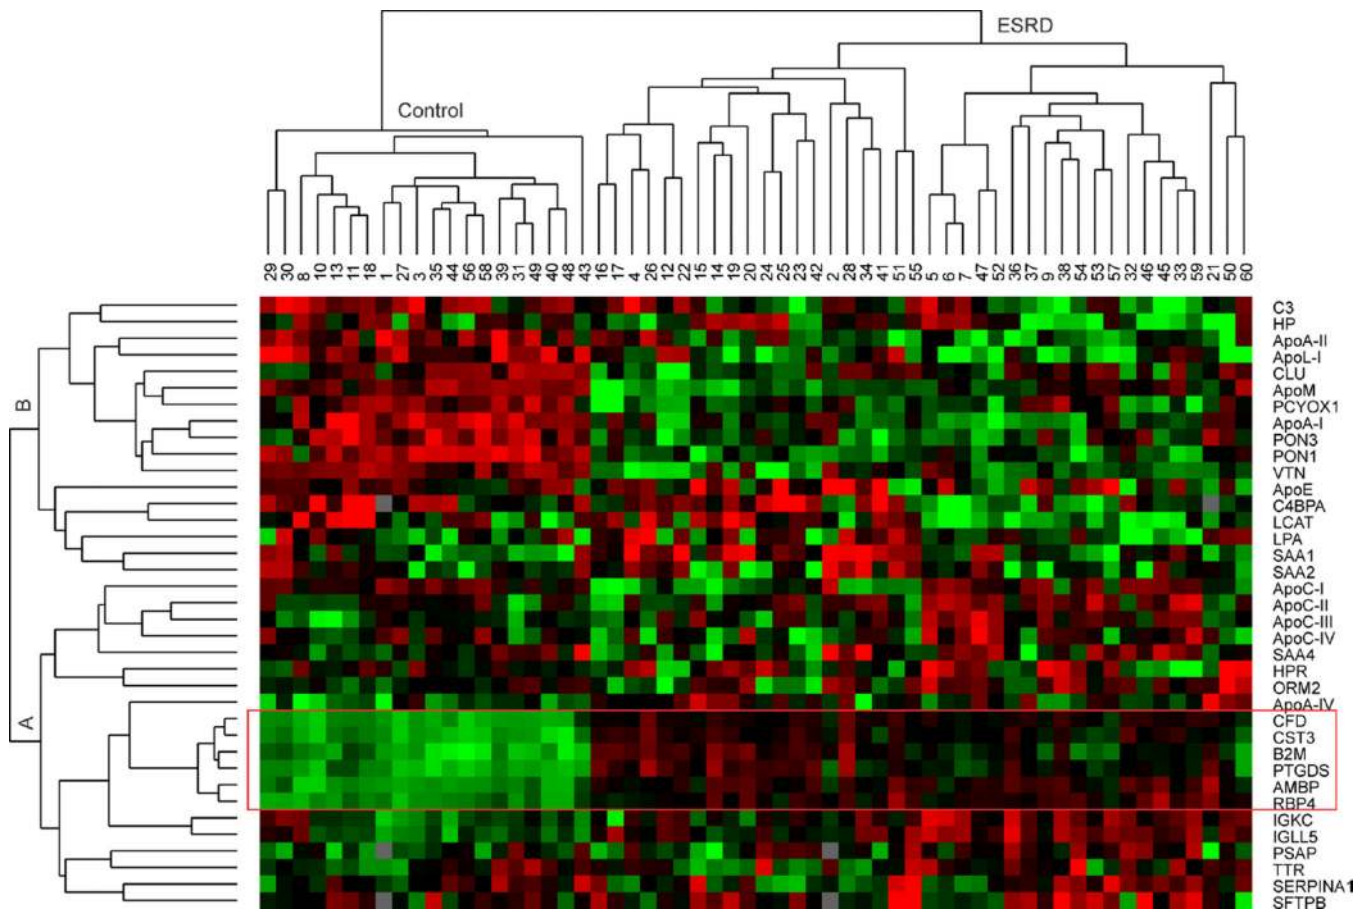 ESRD
Control
29 30 8 10 13 11 18 1 27 3 35 44 56 58 39 31 49 40 48 43 16 17 4 26 12 22 15 14 19 20 24 25 23 42 2 28 34 41 51 55 5 6 7 47 52 36 37 9 38 54 53 57 32 46 45 33 59 21 50 60
B
A
C3
HP
ApoA-II
ApoL-I
CLU
ApoM
PCYOX1
ApoA-I
PON3
PON1
VTN
ApoE
C4BPA
LCAT
LPA
SAA1
SAA2
ApoC-I
ApoC-II
ApoC-III
ApoC-IV
SAA4
HPR
ORM2
ApoA-IV
CFD
CST3
B2M
PTGDS
AMBP
RBP4
IGKC
IGLL5
PSAP
TTR
SERPINA1
SFTPB